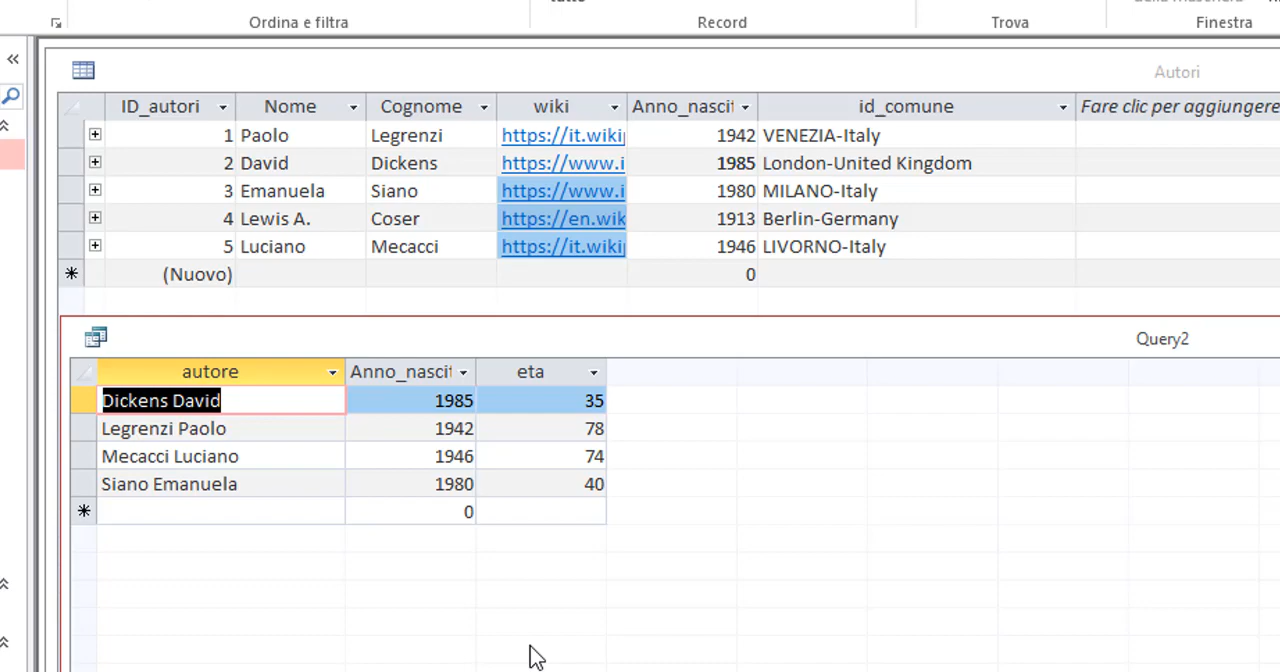 Ordina e filtra Record Trova Finestra
Autori
ID_autori Nome Cognome wiki Anno_nascit id_comune Fare clic per aggiungere
1 Paolo Legrenzi https://it.wikip 1942 VENEZIA-Italy
2 David Dickens https://www.i 1985 London-United Kingdom
3 Emanuela Siano https://www.i 1980 MILANO-Italy
4 Lewis A. Coser https://en.wik 1913 Berlin-Germany
5 Luciano Mecacci https://it.wikip 1946 LIVORNO-Italy
(Nuovo) 0
Query2
autore Anno_nascit eta
Dickens David 1985 35
Legrenzi Paolo 1942 78
Mecacci Luciano 1946 74
Siano Emanuela 1980 40
0